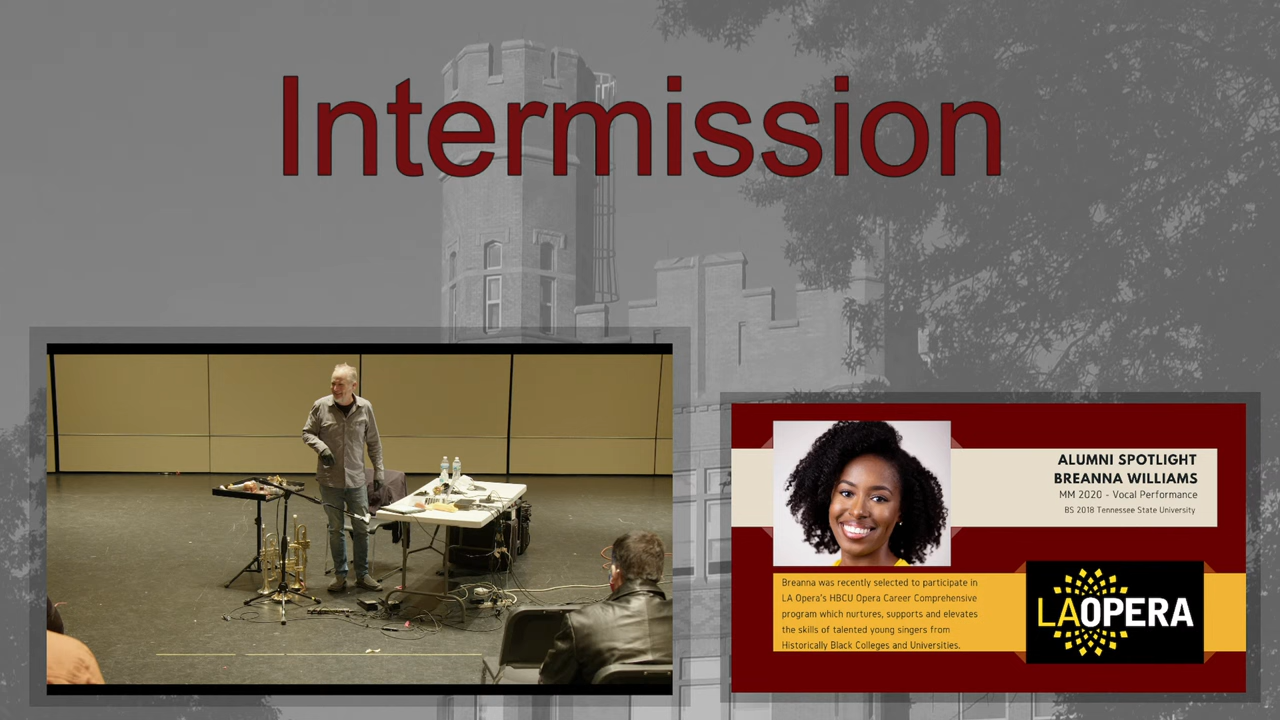 Intermission
ALUMNI SPOTLIGHT
BREANNA WILLIAMS
MM 2020 - Vocal Performance
BS 2018 Tennessee State University
Breanna was recently selected to participate in
LA Opera's HBCU Opera Career Comprehensive
program which nurtures, supports and elevates
the skills of talented young singers from
Historically Black Colleges and Universities.
LAOPERA